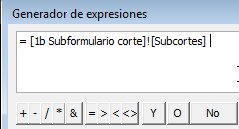 Generador de expresiones
= [1b Subformulario corte]![Subcortes]
+ - / * & = > < <> Y O No